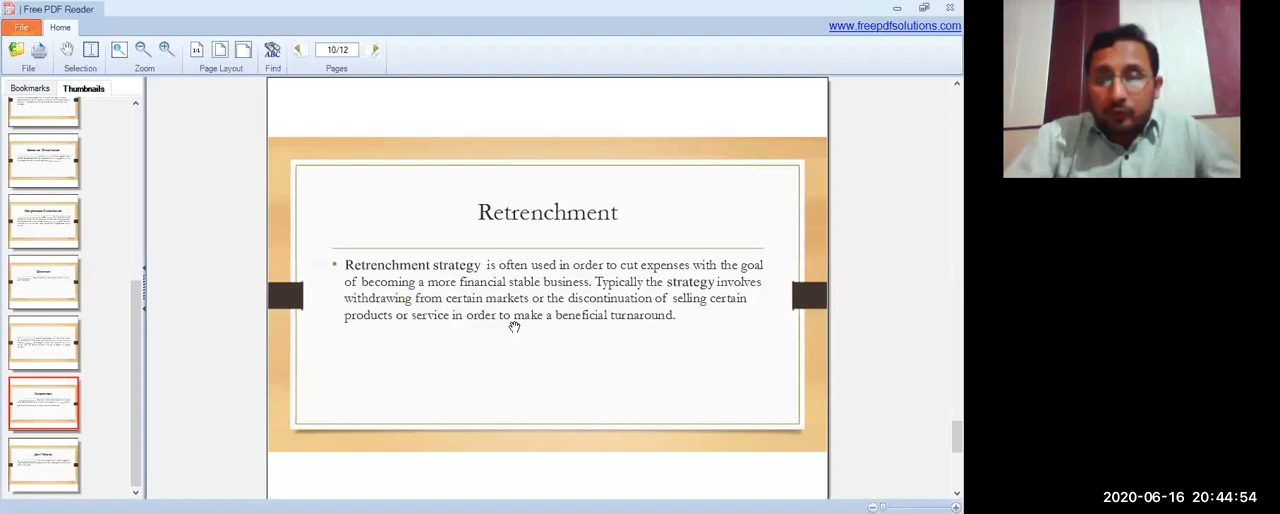 | Free PDF Reader
File
Home
www.freepdfsolutions.com
1:1
ABC
10/12
File
Selection
Zoom
Page Layout
Find
Pages
Bookmarks
Thumbnails
Retrenchment
• Retrenchment strategy is often used in order to cut expenses with the goal
of becoming a more financial stable business. Typically the strategy involves
withdrawing from certain markets or the discontinuation of selling certain
products or service in order to make a beneficial turnaround.
2020-06-16 20:44:54